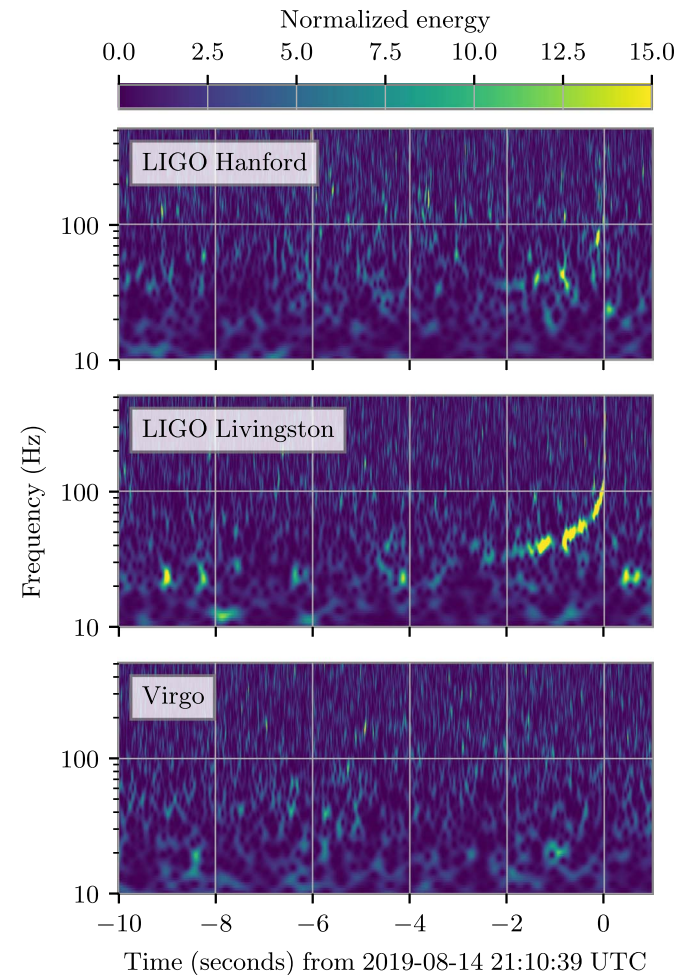 Normalized energy
0.0 2.5 5.0 7.5 10.0 12.5 15.0
LIGO Hanford
100
10
LIGO Livingston
100
10
Frequency (Hz)
Virgo
100
10
−10 −8 −6 −4 −2 0
Time (seconds) from 2019-08-14 21:10:39 UTC